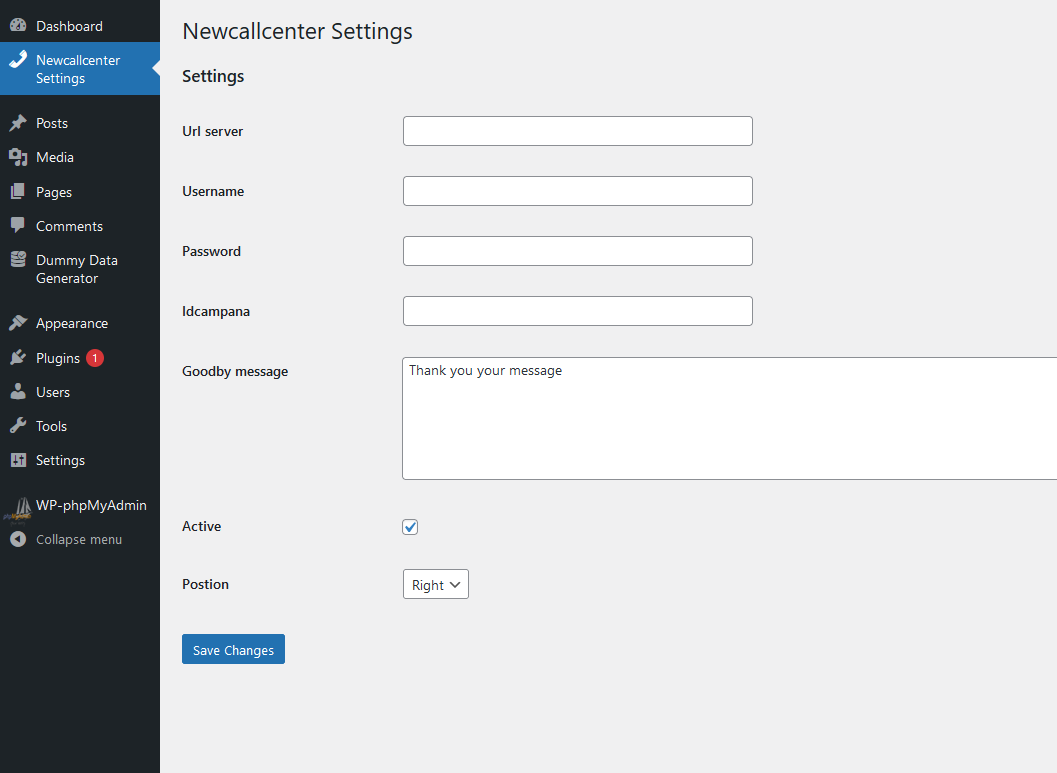 Dashboard
Newcallcenter
Settings
Posts
Media
Pages
Comments
Dummy Data
Generator
Appearance
Plugins 1
Users
Tools
Settings
WP-phpMyAdmin
Collapse menu
Newcallcenter Settings
Settings
Url server
Username
Password
Idcampana
Goodby message
Thank you your message
Active
Postion
Right
Save Changes